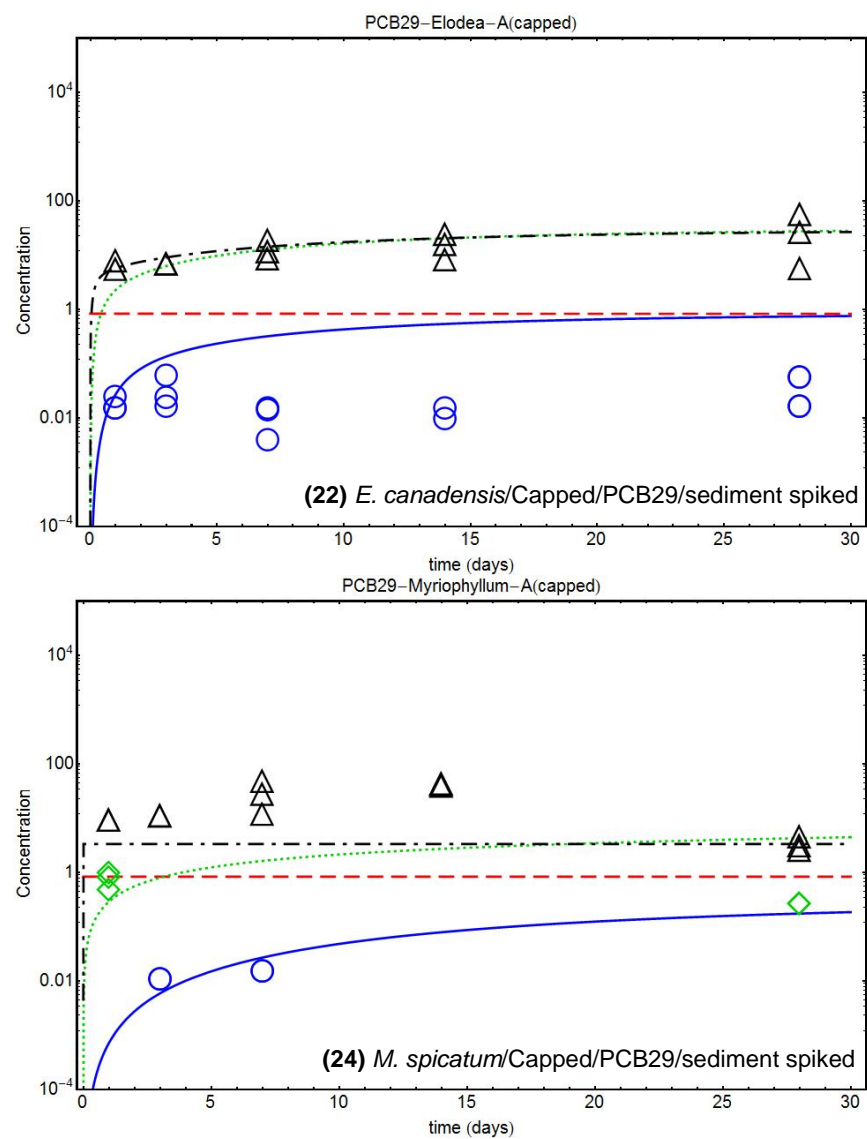 PCB29−Elodea−A(capped)
10⁴
100
1
0.01
10⁻⁴
Concentration
0 5 10 15 20 25 30
time (days)
(22) E. canadensis/Capped/PCB29/sediment spiked
PCB29−Myriophyllum−A(capped)
10⁴
100
1
0.01
10⁻⁴
Concentration
0 5 10 15 20 25 30
time (days)
(24) M. spicatum/Capped/PCB29/sediment spiked